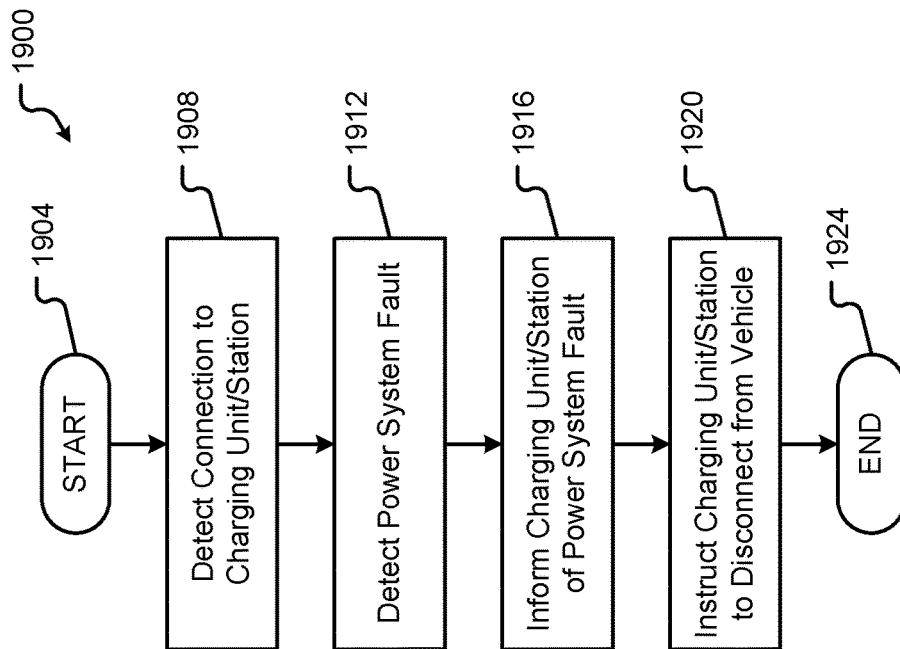 1900
START
1904
Detect Connection to
Charging Unit/Station
1908
Detect Power System Fault
1912
Inform Charging Unit/Station
of Power System Fault
1916
Instruct Charging Unit/Station
to Disconnect from Vehicle
1920
END
1924